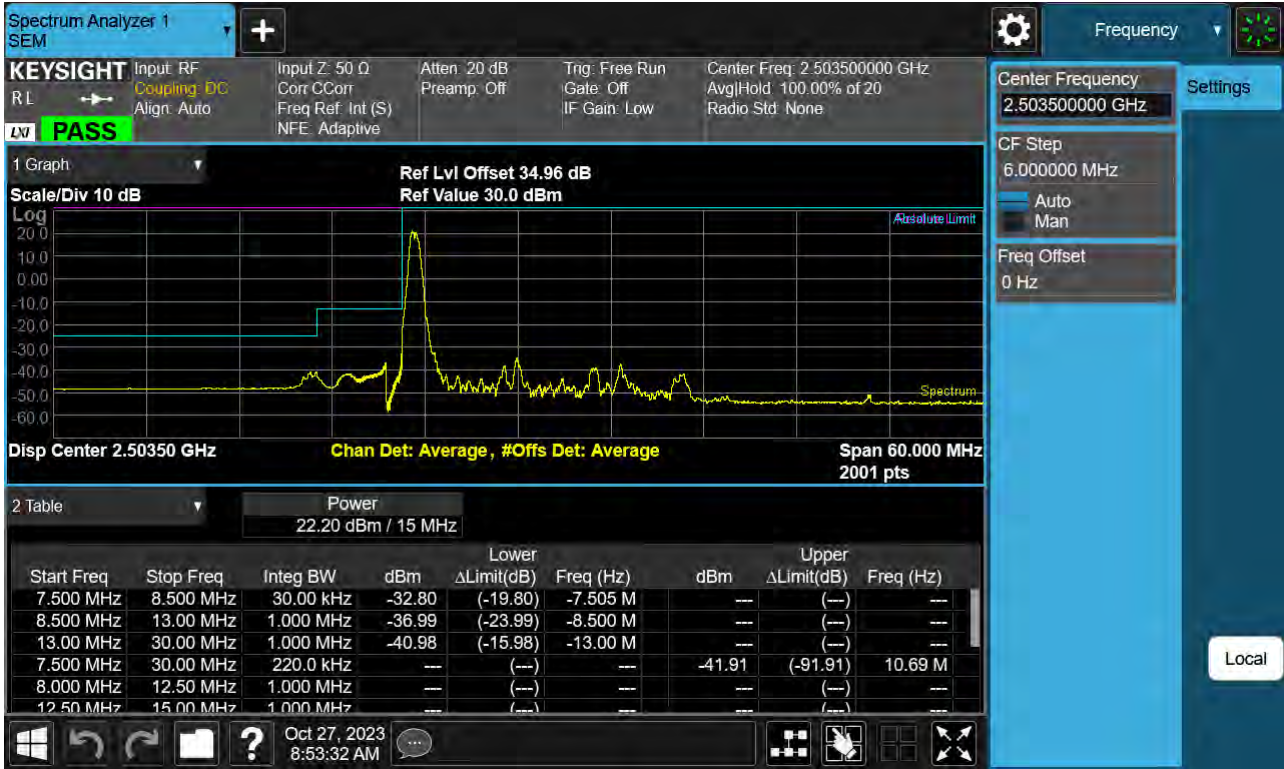 Spectrum Analyzer 1
SEM
+
Frequency
KEYSIGHT
RL
LXI
PASS
Input: RF
Coupling: DC
Align: Auto
Input Z: 50 Ω
Corr CCorr
Freq Ref: Int (S)
NFE: Adaptive
Atten: 20 dB
Preamp: Off
Trig: Free Run
Gate: Off
IF Gain: Low
Center Freq: 2.503500000 GHz
Avg|Hold: 100.00% of 20
Radio Std: None
1 Graph
Scale/Div 10 dB
Ref Lvl Offset 34.96 dB
Ref Value 30.0 dBm
Log
20.0
10.0
0.00
-10.0
-20.0
-30.0
-40.0
-50.0
-60.0
Absolute Limit
Spectrum
Disp Center 2.50350 GHz
Chan Det: Average, #Offs Det: Average
Span 60.000 MHz
2001 pts
2 Table
Power
22.20 dBm / 15 MHz
Lower Upper
Start Freq Stop Freq Integ BW dBm ΔLimit(dB) Freq (Hz) dBm ΔLimit(dB) Freq (Hz)
7.500 MHz 8.500 MHz 30.00 kHz -32.80 (-19.80) -7.505 M --- (---) ---
8.500 MHz 13.00 MHz 1.000 MHz -36.99 (-23.99) -8.500 M --- (---) ---
13.00 MHz 30.00 MHz 1.000 MHz -40.98 (-15.98) -13.00 M --- (---) ---
7.500 MHz 30.00 MHz 220.0 kHz --- (---) --- -41.91 (-91.91) 10.69 M
8.000 MHz 12.50 MHz 1.000 MHz --- (---) --- --- (---) ---
12.50 MHz 15.00 MHz 1.000 MHz --- (---) --- --- (---) ---
Center Frequency
2.503500000 GHz
Settings
CF Step
6.000000 MHz
Auto
Man
Freq Offset
0 Hz
Local
?
Oct 27, 2023
8:53:32 AM